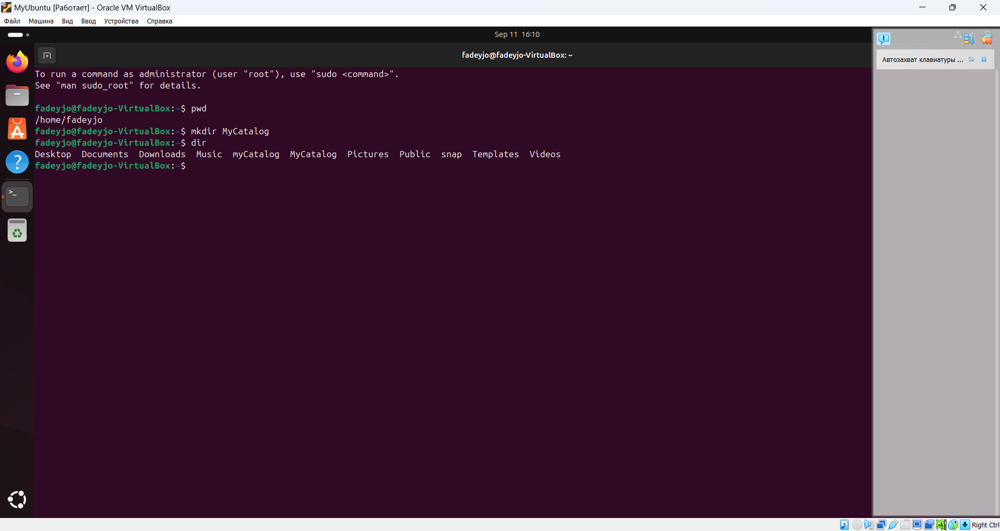 MyUbuntu [Работает] - Oracle VM VirtualBox
Файл Машина Вид Ввод Устройства Справка
Sep 11 16:10
fadeyjo@fadeyjo-VirtualBox: ~
Автозахват клавиатуры ...
To run a command as administrator (user "root"), use "sudo <command>".
See "man sudo_root" for details.
fadeyjo@fadeyjo-VirtualBox:~$ pwd
/home/fadeyjo
fadeyjo@fadeyjo-VirtualBox:~$ mkdir MyCatalog
fadeyjo@fadeyjo-VirtualBox:~$ dir
Desktop Documents Downloads Music myCatalog MyCatalog Pictures Public snap Templates Videos
fadeyjo@fadeyjo-VirtualBox:~$
Right Ctrl